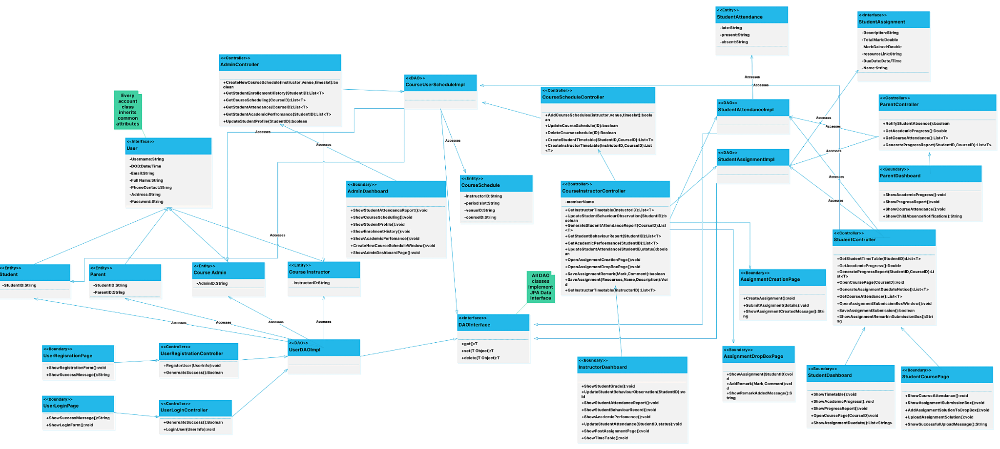 <<Entity>>
StudentAttendance
-late:String
-present:String
-absent:String
<<Interface>>
StudentAssignment
-Description:String
-TotalMark:Double
-MarkGained:Double
-resourceLink:String
-DueDate:Date/Time
-Name:String
<<Controller>>
AdminController
+CreateNewCourseSchedule(instructor,venue,timeslot):bo
olean
+GetStudentEnrollementHistory(StudentID):List<T>
+GetCourseScheduling(CourseID):List<T>
+GetStudentAttendance(CourseID):List<T>
+GetStudentAcademicPerfromance(StudentID):List<T>
+UpdateStudentProfile(StudentID):boolean
<<DAO>>
CourseUserScheduleImpl
<<Controller>>
CourseScheduleController
+AddCourseSchedules(intructor,venue,timeslot):boole
an
+UpdateCourseSchedule(ID):boolean
+DeleteCourseschedule(ID):Boolean
+CreateStudentTimetable(StudentID,CourseID):List<T>
+CreateInstructorTimetable(InstrictorID,CourseID):List
<T>
Accesses
Accesses
<<DAO>>
StudentAttendanceImpl
<<Controller>>
ParentController
+NotifyStudentAbsence():boolean
+GetAcademicProgress():Double
+GetCourseAttendance():List<T>
+GenerateProgressReport(StudentID,CourseID):List<T>
Accesses
Accesses
Accesses
<<DAO>>
StudentAssignmentImpl
Accesses
Accesses
Every
account
class
inherits
common
attributes
<<Interface>>
User
-Username:String
-DOB:Date/Time
-Email:String
-Full Name:String
-PhoneContact:String
-Address:String
-Password:String
Accesses
Accesses
Accesses
Accesses
<<Boundary>>
AdminDashboard
+ShowStudentAttendanceReport():void
+ShowCourseScheduling():void
+ShowStudentProfile():void
+ShowEnrolmentHistory():void
+ShowAcademicPerfomance():void
+CreateNewCourseScheduleWindow():void
+ShowAdminDashboardPage():void
<<Entity>>
CourseSchedule
-InstructorID:String
-period slot:String
-venueID:String
-courseID:String
<<Controller>>
CourseInstructorController
-memberName
+GetInstructorTimetable(InstuctorID):List<T>
+UpdateStudentBehaviourObservation(StudentID):b
oolean
+GenerateStudentAttendanceReport(CourseID):List
<T>
+GetStudentBehaviourReport(StudentID):List<T>
+GetAcademicPerfoemance(StudentID):List<T>
+UpdateStudentAttendance(StudentID,status):boole
an
+OpenAssignmentCreationPage():void
+OpenAssignmentDropBoxPage():void
+SaveAssignmentRemark(Mark,Comment):boolean
+SaveAssignment(Rescurses,Name,Description):Voi
d
+GetInstructorTimetable(InstructorID):List<T>
<<Boundary>>
ParentDashboard
+ShowAcademicProgress():void
+ShowProgressReport():void
+ShowCourseAttendance():void
+ShowChildAbsenceNotification():String
<<Controller>>
StudentController
+GetStudentTimeTable(StudentID):List<T>
+GetAcademicProgress():Double
+GenerateProgressReport(StudentID,CourseID):Li
st<T>
+OpenCoursePage(CourseID):void
+GenerateAssignmentDuedateNotice():List<T>
+GetCourseAttendance():List<T>
+OpenAssignmentSubmissionBoxWindow():void
+SaveAssignmentSubmission():boolean
+ShowAssignmentRemarkInSubmissionBox():Stri
ng
<<Entity>>
Student
-StudentID:String
<<Entity>>
Parent
-StudentID:String
-ParentID:String
<<Entity>>
Course Admin
-AdminID:String
<<Entity>>
Course Instructor
-InstructorID:String
All DAO
classes
implement
JPA Data
Interface
<<Boundary>>
AssignmentCreationPage
+CreateAssignment():void
+SubmitAssignment(details):void
+ShowAssignmentCreatedMessage():Stri
ng
Accesses
Accesses
Accesses
Accesses
<<Interface>>
DAOInterface
+get():T
+set(T Object):T
+delete(T Object):T
<<DAO>>
UserDAOImpl
<<Boundary>>
UserRegisrationPage
+ShowRegistrationForm():void
+ShowSuccessMessage():String
<<Controller>>
UserRegistrationController
+RegisterUser(UserInfo):void
+GenereateSuccess():Boolean
<<Boundary>>
UserLoginPage
+ShowSuccessMessage():String
+ShowLoginForm():void
<<Controller>>
UserLoginController
+GenereateSuccess():Boolean
+LoginUser(UserInfo):void
<<Boundary>>
InstructorDashboard
+ShowStudentGrade():void
+UpdateStudentBehaviourObservation(StudentID):vo
id
+ShowStudentAttendanceReport():void
+ShowStudentBehaviourRecord():void
+ShowAcademicPerfomance():void
+UpdateStudentAttendance(StudentID,status):void
+ShowPostAssignmentPage():void
+ShowTimeTable():void
<<Boundary>>
AssignmentDropBoxPage
+ShowAssignment(StudentID):voi
d
+AddRemark(Mark,Comment):voi
d
+ShowRemarkAddedMessage():S
tring
<<Boundary>>
StudentDashboard
+ShowTimetable():void
+ShowAcademicProgress():void
+ShowProgressReport():void
+OpenCoursePage(CourseID):void
+ShowAssignmentDuedate():List<String>
<<Boundary>>
StudentCoursePage
+ShowCourseAttendance():void
+ShowAssignmentSubmissionBox():void
+AddAssignmentSolutionToDropBox():void
+UploadAssignmentSolution():void
+ShowSuccessfulUploadMessage():String